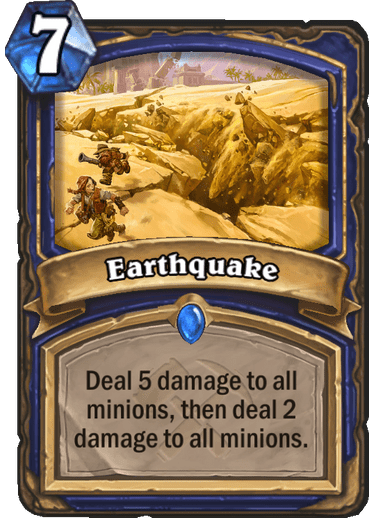 7
Earthquake
Deal 5 damage to all
minions, then deal 2
damage to all minions.